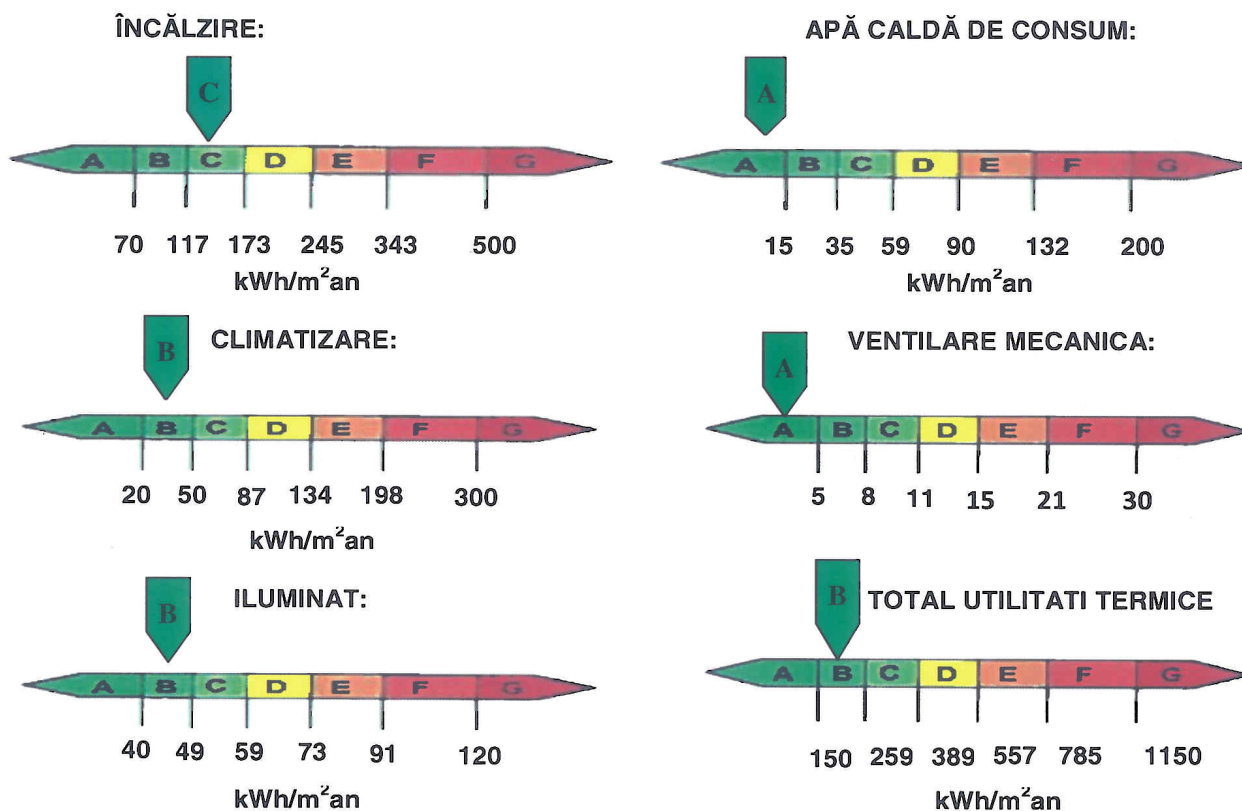 ÎNCĂLZIRE:
C
A B C D E F G
70 117 173 245 343 500
kWh/m²an
APĂ CALDĂ DE CONSUM:
A
A B C D E F G
15 35 59 90 132 200
kWh/m²an
CLIMATIZARE:
B
A B C D E F G
20 50 87 134 198 300
kWh/m²an
VENTILARE MECANICA:
A
A B C D E F G
5 8 11 15 21 30
kWh/m²an
ILUMINAT:
B
A B C D E F G
40 49 59 73 91 120
kWh/m²an
TOTAL UTILITATI TERMICE
B
A B C D E F G
150 259 389 557 785 1150
kWh/m²an